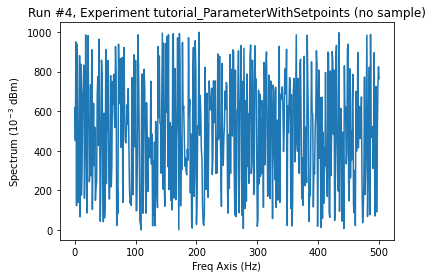 Run #4, Experiment tutorial_ParameterWithSetpoints (no sample)
1000
800
600
400
200
0
Spectrum (10⁻³ dBm)
0 100 200 300 400 500
Freq Axis (Hz)